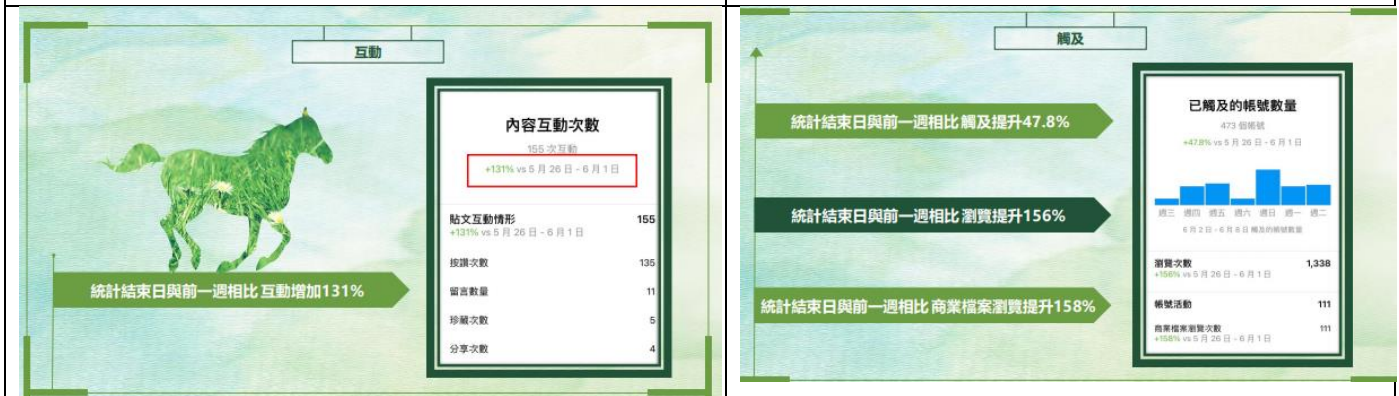 互動
內容互動次數
155 次互動
+131% vs 5 月 26 日 - 6 月 1 日
貼文互動情形 155
+131% vs 5 月 26 日 - 6 月 1 日
按讚次數 135
留言數量 11
珍藏次數 5
分享次數 4
統計結束日與前一週相比 互動增加131%
觸及
統計結束日與前一週相比 觸及提升47.8%
統計結束日與前一週相比 瀏覽提升156%
統計結束日與前一週相比 商業檔案瀏覽提升158%
已觸及的帳號數量
473 個帳號
+47.8% vs 5 月 26 日 - 6 月 1 日
週三 週四 週五 週六 週日 週一 週二
6 月 2 日 - 6 月 8 日 觸及的帳號數量
瀏覽次數 1,338
+156% vs 5 月 26 日 - 6 月 1 日
帳號活動 111
商業檔案瀏覽次數 111
+158% vs 5 月 26 日 - 6 月 1 日